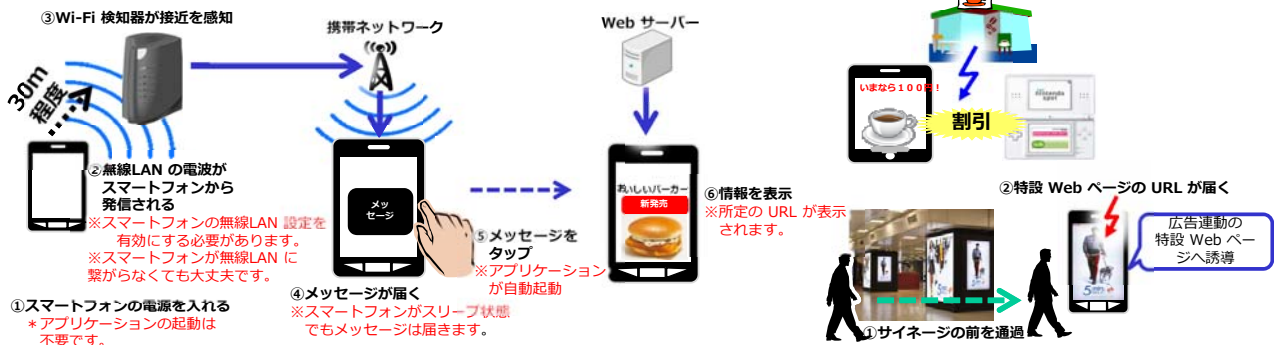 ③Wi-Fi 検知器が接近を感知
30m
程度
②無線LAN の電波が
スマートフォンから
発信される
※スマートフォンの無線LAN 設定を
有効にする必要があります。
※スマートフォンが無線LAN に
繋がらなくても大丈夫です。
①スマートフォンの電源を入れる
＊アプリケーションの起動は
不要です。
携帯ネットワーク
メッ
セージ
④メッセージが届く
※スマートフォンがスリープ状態
でもメッセージは届きます。
⑤メッセージを
タップ
※アプリケーション
が自動起動
Web サーバー
おいしいバーガー
新発売
⑥情報を表示
※所定の URL が表示
されます。
いまなら１００円！
割引
nintendo
spot
②特設 Web ページの URL が届く
広告連動の
特設 Web ペー
ジへ誘導
①サイネージの前を通過